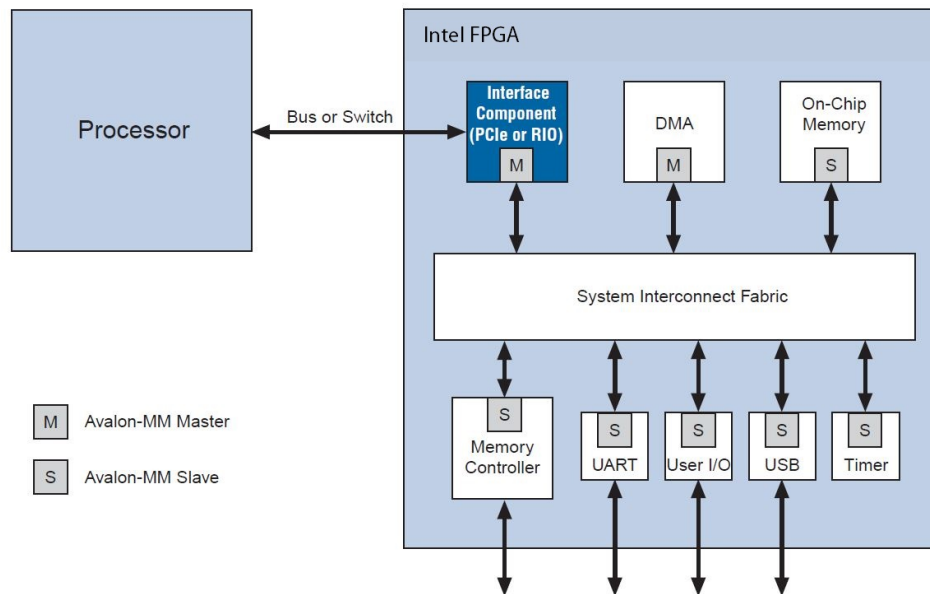 Processor
Bus or Switch
Intel FPGA
Interface
Component
(PCIe or RIO)
M
DMA
M
On-Chip
Memory
S
System Interconnect Fabric
S
Memory
Controller
S
UART
S
User I/O
S
USB
S
Timer
M Avalon-MM Master
S Avalon-MM Slave